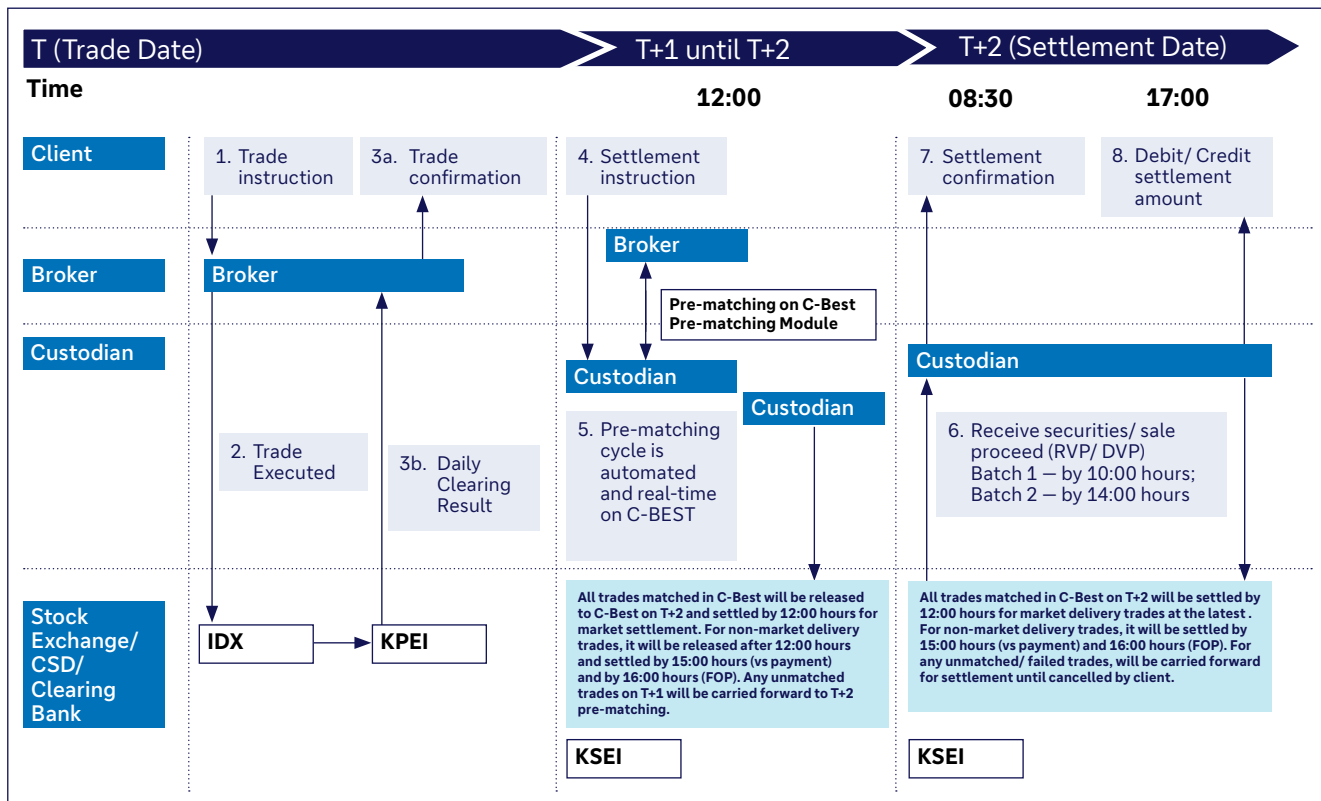 T (Trade Date)
T+1 until T+2
T+2 (Settlement Date)
Time
12:00
08:30
17:00
Client
1. Trade
instruction
3a. Trade
confirmation
4. Settlement
instruction
7. Settlement
confirmation
8. Debit/ Credit
settlement
amount
Broker
Broker
Broker
Pre-matching on C-Best
Pre-matching Module
Custodian
Custodian
Custodian
Custodian
2. Trade
Executed
3b. Daily
Clearing
Result
5. Pre-matching
cycle is
automated
and real-time
on C-BEST
6. Receive securities/ sale
proceed (RVP/ DVP)
Batch 1 — by 10:00 hours;
Batch 2 — by 14:00 hours
Stock
Exchange/
CSD/
Clearing
Bank
IDX
KPEI
All trades matched in C-Best will be released
to C-Best on T+2 and settled by 12:00 hours for
market settlement. For non-market delivery
trades, it will be released after 12:00 hours
and settled by 15:00 hours (vs payment)
and by 16:00 hours (FOP). Any unmatched
trades on T+1 will be carried forward to T+2
pre-matching.
All trades matched in C-Best on T+2 will be settled by
12:00 hours for market delivery trades at the latest .
For non-market delivery trades, it will be settled by
15:00 hours (vs payment) and 16:00 hours (FOP). For
any unmatched/ failed trades, will be carried forward
for settlement until cancelled by client.
KSEI
KSEI